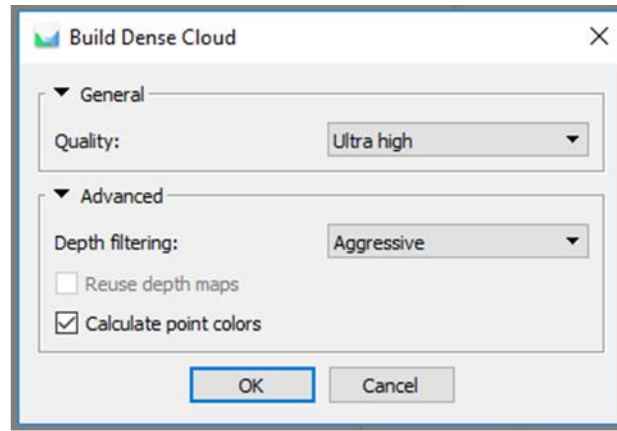 Build Dense Cloud
General
Quality: Ultra high
Advanced
Depth filtering: Aggressive
Reuse depth maps
Calculate point colors
OK Cancel